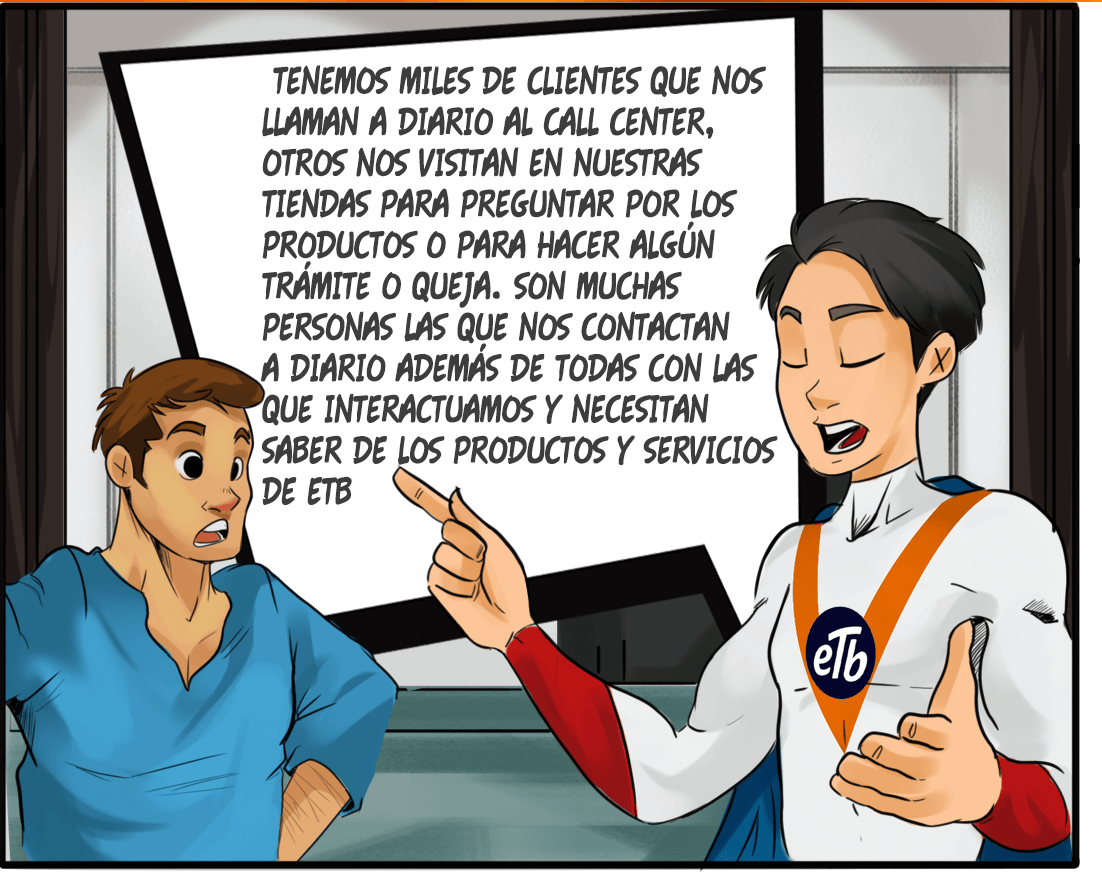 TENEMOS MILES DE CLIENTES QUE NOS
LLAMAN A DIARIO AL CALL CENTER,
OTROS NOS VISITAN EN NUESTRAS
TIENDAS PARA PREGUNTAR POR LOS
PRODUCTOS O PARA HACER ALGÚN
TRÁMITE O QUEJA. SON MUCHAS
PERSONAS LAS QUE NOS CONTACTAN
A DIARIO ADEMÁS DE TODAS CON LAS
QUE INTERACTUAMOS Y NECESITAN
SABER DE LOS PRODUCTOS Y SERVICIOS
DE ETB
eTb